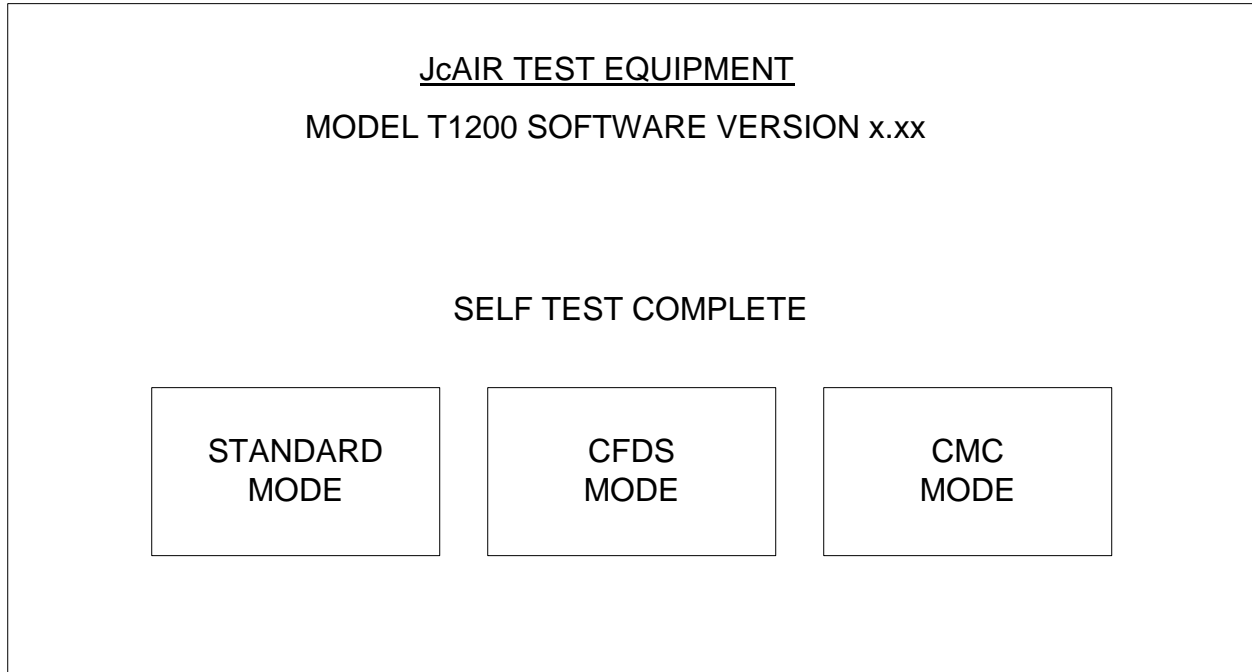 JcAIR TEST EQUIPMENT
MODEL T1200 SOFTWARE VERSION x.xx
SELF TEST COMPLETE
STANDARD
MODE
CFDS
MODE
CMC
MODE